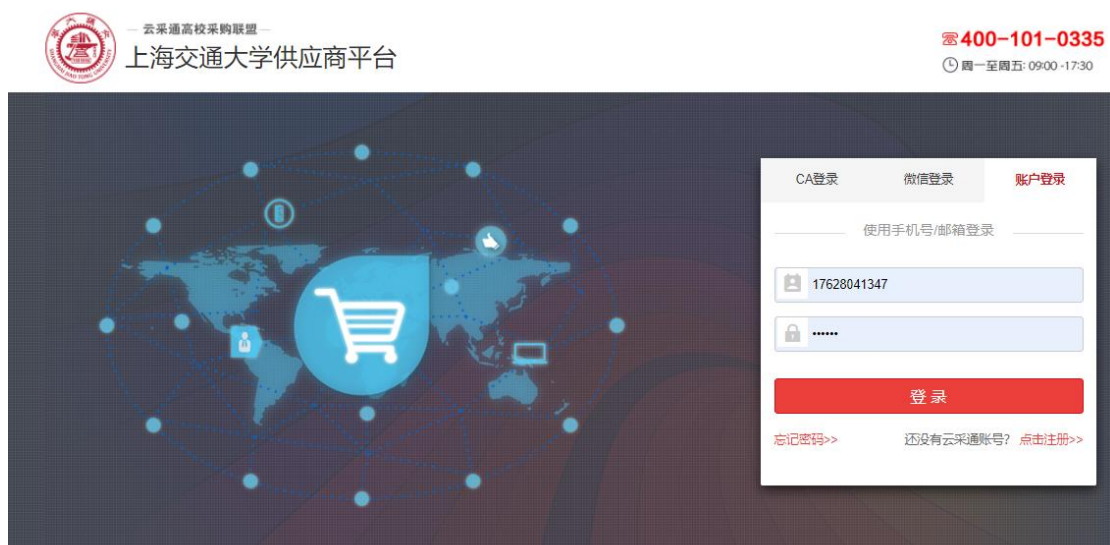 云采通高校采购联盟
上海交通大学供应商平台
400-101-0335
周一至周五: 09:00 -17:30
CA登录 微信登录 账户登录
使用手机号/邮箱登录
17628041347
••••••
登 录
忘记密码>> 还没有云采通账号? 点击注册>>